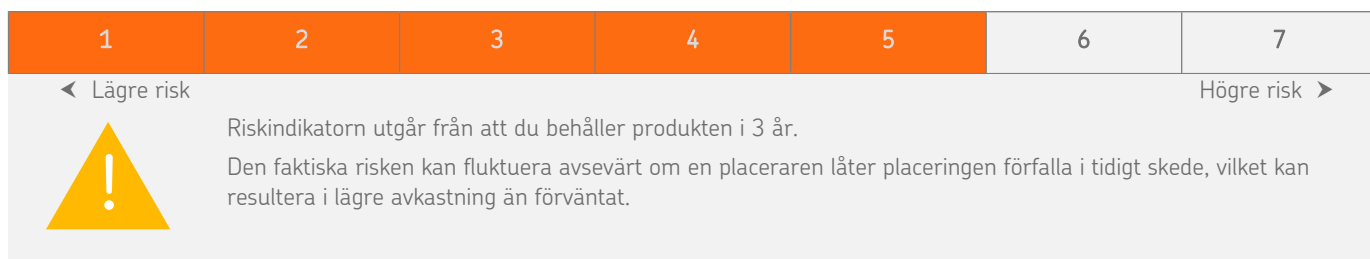 1 2 3 4 5 6 7
Lägre risk Högre risk
Riskindikatorn utgår från att du behåller produkten i 3 år.
Den faktiska risken kan fluktuera avsevärt om en placeraren låter placeringen förfalla i tidigt skede, vilket kan
resultera i lägre avkastning än förväntat.